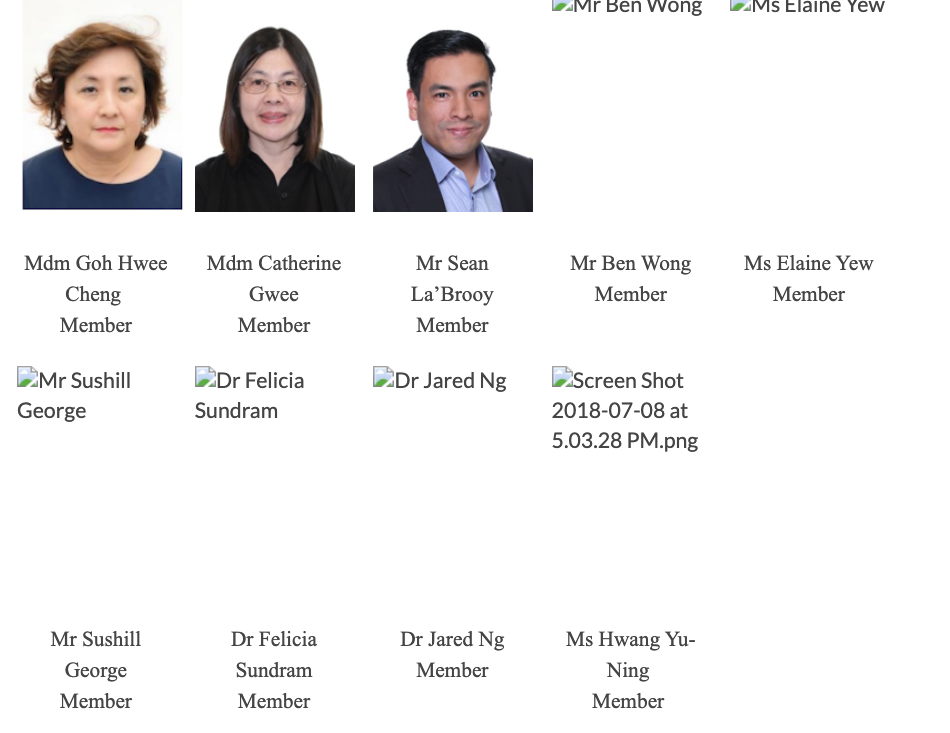 Mr Ben Wong
Ms Elaine Yew
Mdm Goh Hwee
Cheng
Member
Mdm Catherine
Gwee
Member
Mr Sean
La’Brooy
Member
Mr Ben Wong
Member
Ms Elaine Yew
Member
Mr Sushill
George
Dr Felicia
Sundram
Dr Jared Ng
Screen Shot
2018-07-08 at
5.03.28 PM.png
Mr Sushill
George
Member
Dr Felicia
Sundram
Member
Dr Jared Ng
Member
Ms Hwang Yu-
Ning
Member